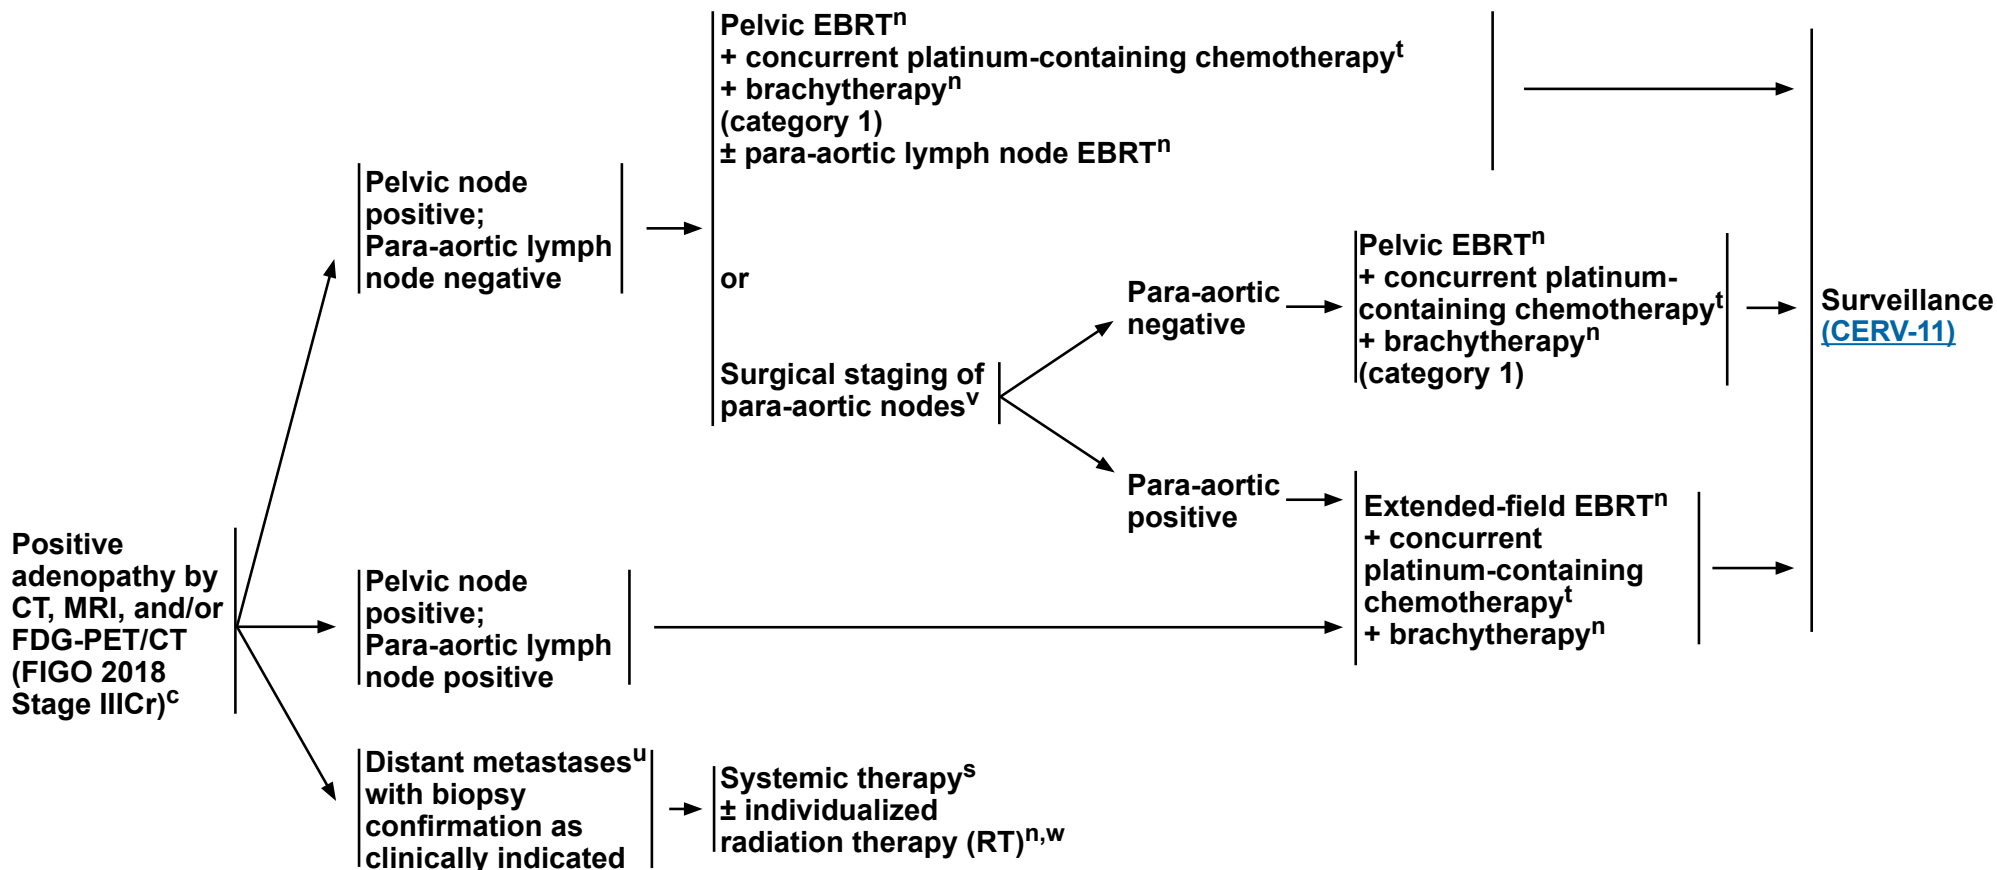 Positive
adenopathy by
CT, MRI, and/or
FDG-PET/CT
(FIGO 2018
Stage IIICr)c
Pelvic node
positive;
Para-aortic lymph
node negative
Pelvic EBRTn
+ concurrent platinum-containing chemotherapyt
+ brachytherapyn
(category 1)
± para-aortic lymph node EBRTn
or
Surgical staging of
para-aortic nodesv
Para-aortic
negative
Pelvic EBRTn
+ concurrent platinum-
containing chemotherapyt
+ brachytherapyn
(category 1)
Para-aortic
positive
Extended-field EBRTn
+ concurrent
platinum-containing
chemotherapyt
+ brachytherapyn
Surveillance
(CERV-11)
Pelvic node
positive;
Para-aortic lymph
node positive
Distant metastasesu
with biopsy
confirmation as
clinically indicated
Systemic therapys
± individualized
radiation therapy (RT)n,w